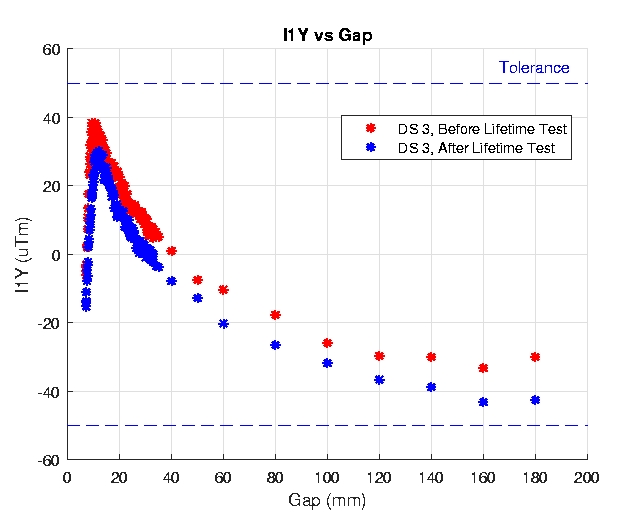 I1Y vs Gap
60
Tolerance
40
DS 3, Before Lifetime Test
DS 3, After Lifetime Test
20
0
-20
-40
-60
I1Y (uTm)
0 20 40 60 80 100 120 140 160 180 200
Gap (mm)